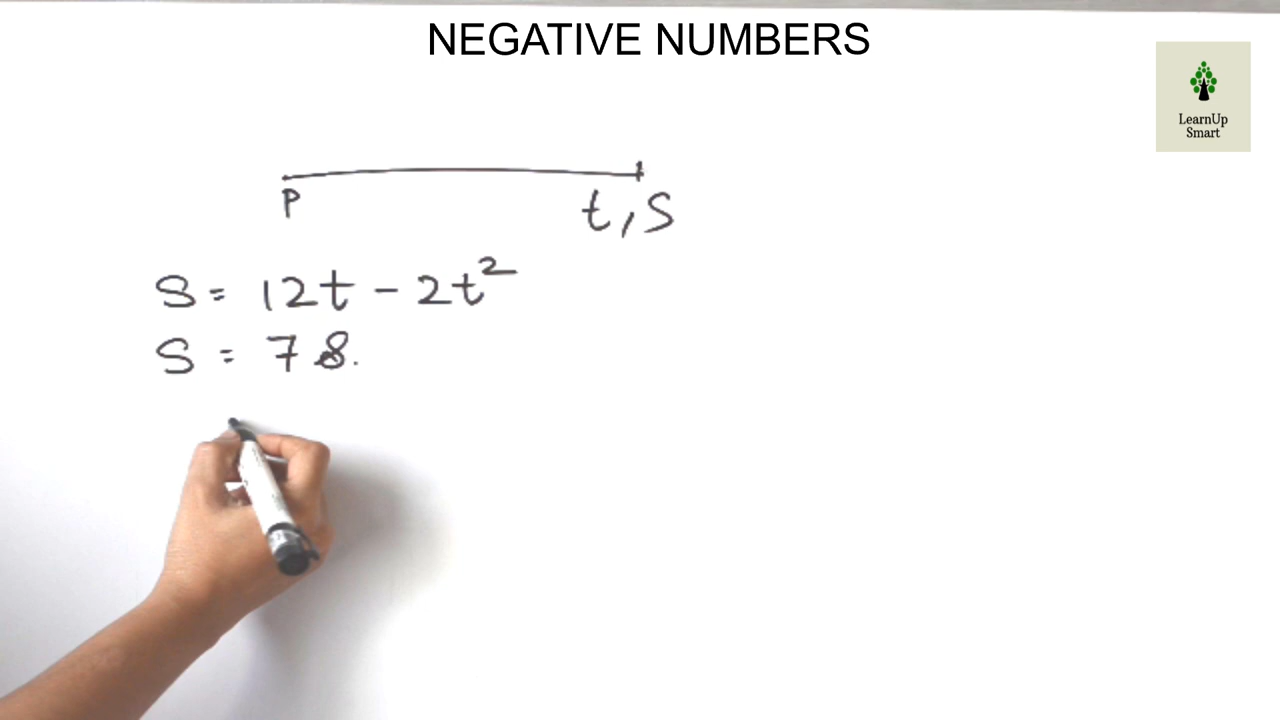 NEGATIVE NUMBERS
LearnUp
Smart
P
t, S
S = 12t - 2t²
S = 78.